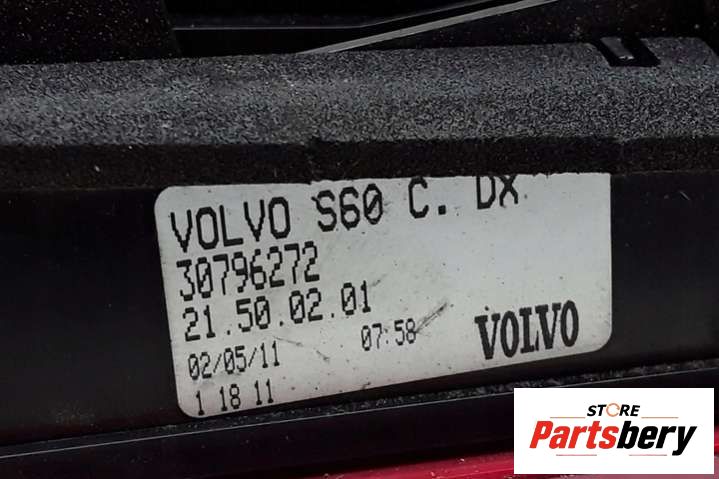 VOLVO S60 C. DX
30796272
21.50.02.01
02/05/11 07:58
1 18 11
VOLVO
STORE
Partsbery